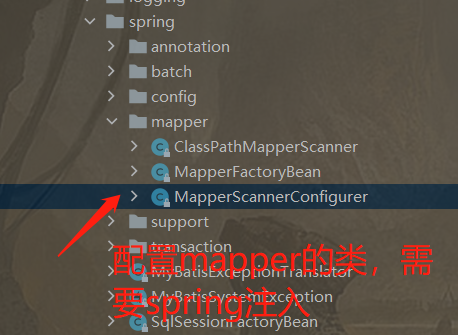 logging
spring
annotation
batch
config
mapper
ClassPathMapperScanner
MapperFactoryBean
MapperScannerConfigurer
support
transaction
配置mapper的类，需
MyBatisExceptionTranslator
要spring注入
MyBatisSystemException
SqlSessionFactoryBean